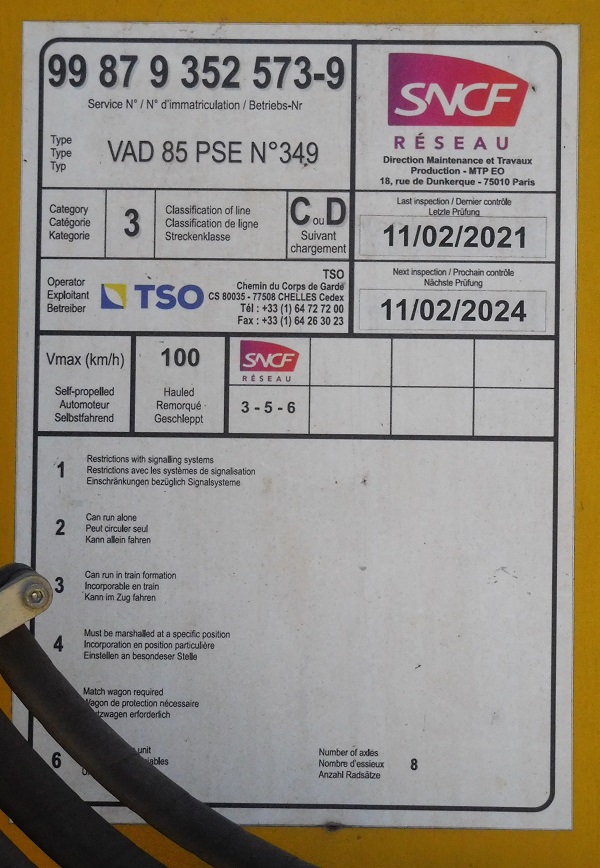 99 87 9 352 573-9
Service N° / N° d'immatriculation / Betriebs-Nr
Type
Type
Typ
VAD 85 PSE N°349
SNCF
RÉSEAU
Direction Maintenance et Travaux
Production - MTP EO
18, rue de Dunkerque - 75010 Paris
Category
Catégorie
Kategorie
3
Classification of line
Classification de ligne
Streckenklasse
C ou D
Suivant
chargement
Last inspection / Dernier contrôle
Letzte Prüfung
11/02/2021
Operator
Exploitant
Betreiber
TSO
TSO
Chemin du Corps de Garde
CS 80035 - 77508 CHELLES Cedex
Tél : +33 (1) 64 72 72 00
Fax : +33 (1) 64 26 30 23
Next inspection / Prochain contrôle
Nächste Prüfung
11/02/2024
Vmax (km/h)
Self-propelled
Automoteur
Selbstfahrend
100
Hauled
Remorqué
Geschleppt
SNCF
RÉSEAU
3 - 5 - 6
1
Restrictions with signalling systems
Restrictions avec les systèmes de signalisation
Einschränkungen bezüglich Signalsysteme
2
Can run alone
Peut circuler seul
Kann allein fahren
3
Can run in train formation
Incorporable en train
Kann im Zug fahren
4
Must be marshalled at a specific position
Incorporation en position particulière
Einstellen an besondeser Stelle
Match wagon required
de protection nécessaire
erforderlich
6
unit
Number of axles
Nombre d'essieux
Anzahl Radsätze
8